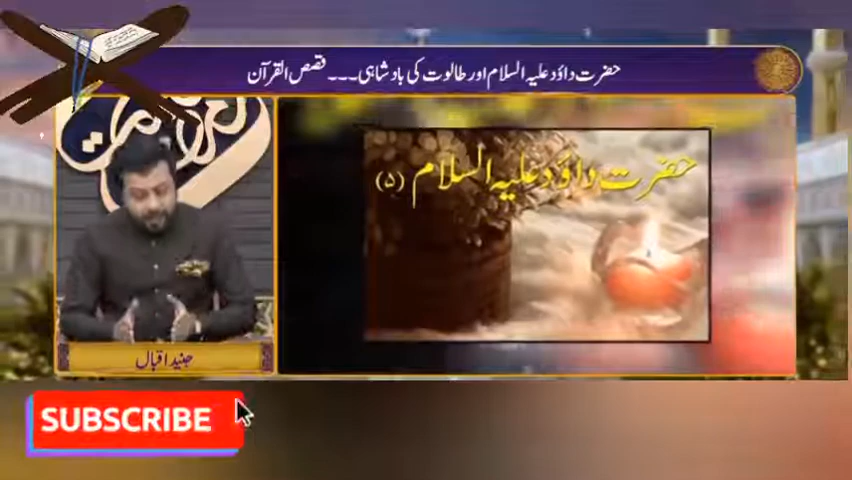 حضرت داؤد علیہ السلام اور طالوت کی بادشاہی۔۔۔قصص القرآن
حضرت داؤد علیہ السلام (۵)
جنید اقبال
SUBSCRIBE